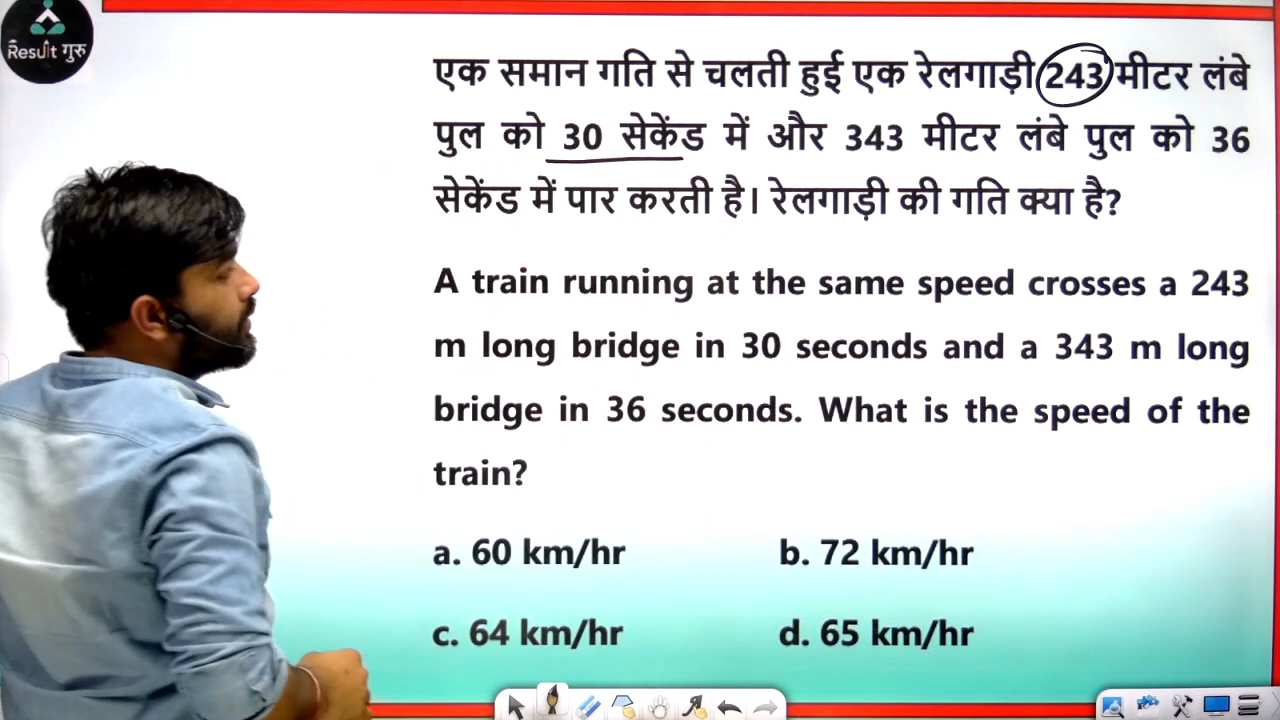 Result गुरु
एक समान गति से चलती हुई एक रेलगाड़ी 243 मीटर लंबे
पुल को 30 सेकेंड में और 343 मीटर लंबे पुल को 36
सेकेंड में पार करती है। रेलगाड़ी की गति क्या है?
A train running at the same speed crosses a 243
m long bridge in 30 seconds and a 343 m long
bridge in 36 seconds. What is the speed of the
train?
a. 60 km/hr b. 72 km/hr
c. 64 km/hr d. 65 km/hr